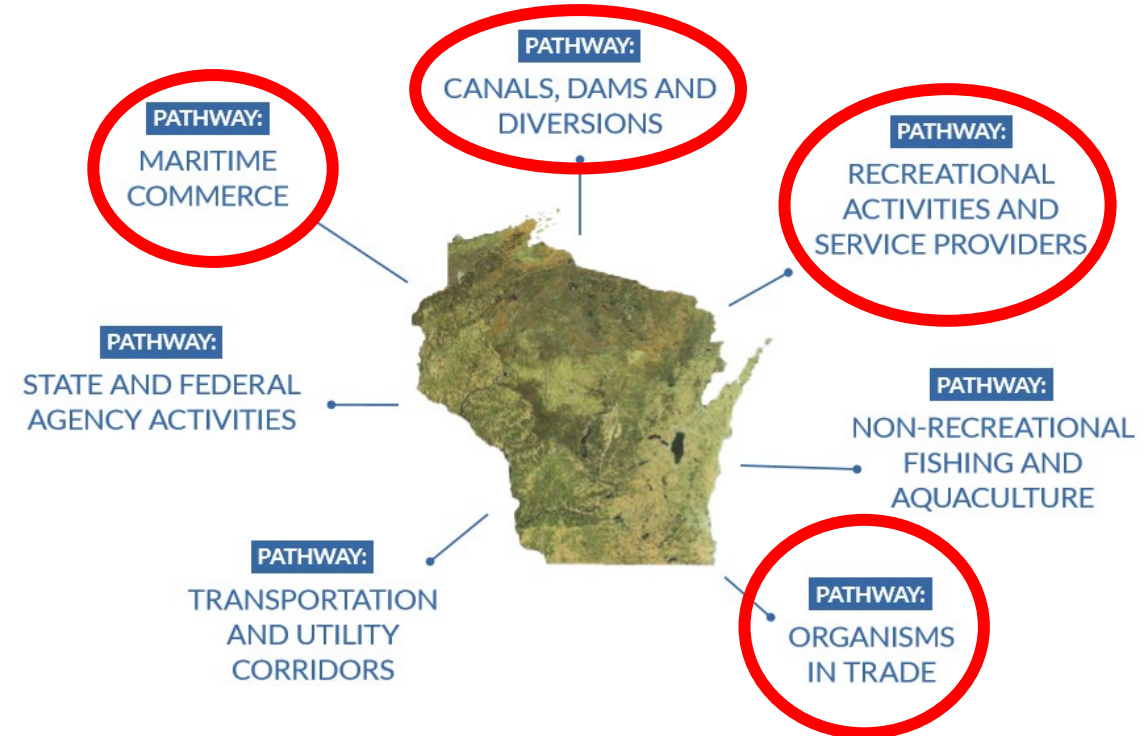 PATHWAY:
CANALS, DAMS AND
DIVERSIONS
PATHWAY:
MARITIME
COMMERCE
PATHWAY:
RECREATIONAL
ACTIVITIES AND
SERVICE PROVIDERS
PATHWAY:
STATE AND FEDERAL
AGENCY ACTIVITIES
PATHWAY:
NON-RECREATIONAL
FISHING AND
AQUACULTURE
PATHWAY:
TRANSPORTATION
AND UTILITY
CORRIDORS
PATHWAY:
ORGANISMS
IN TRADE